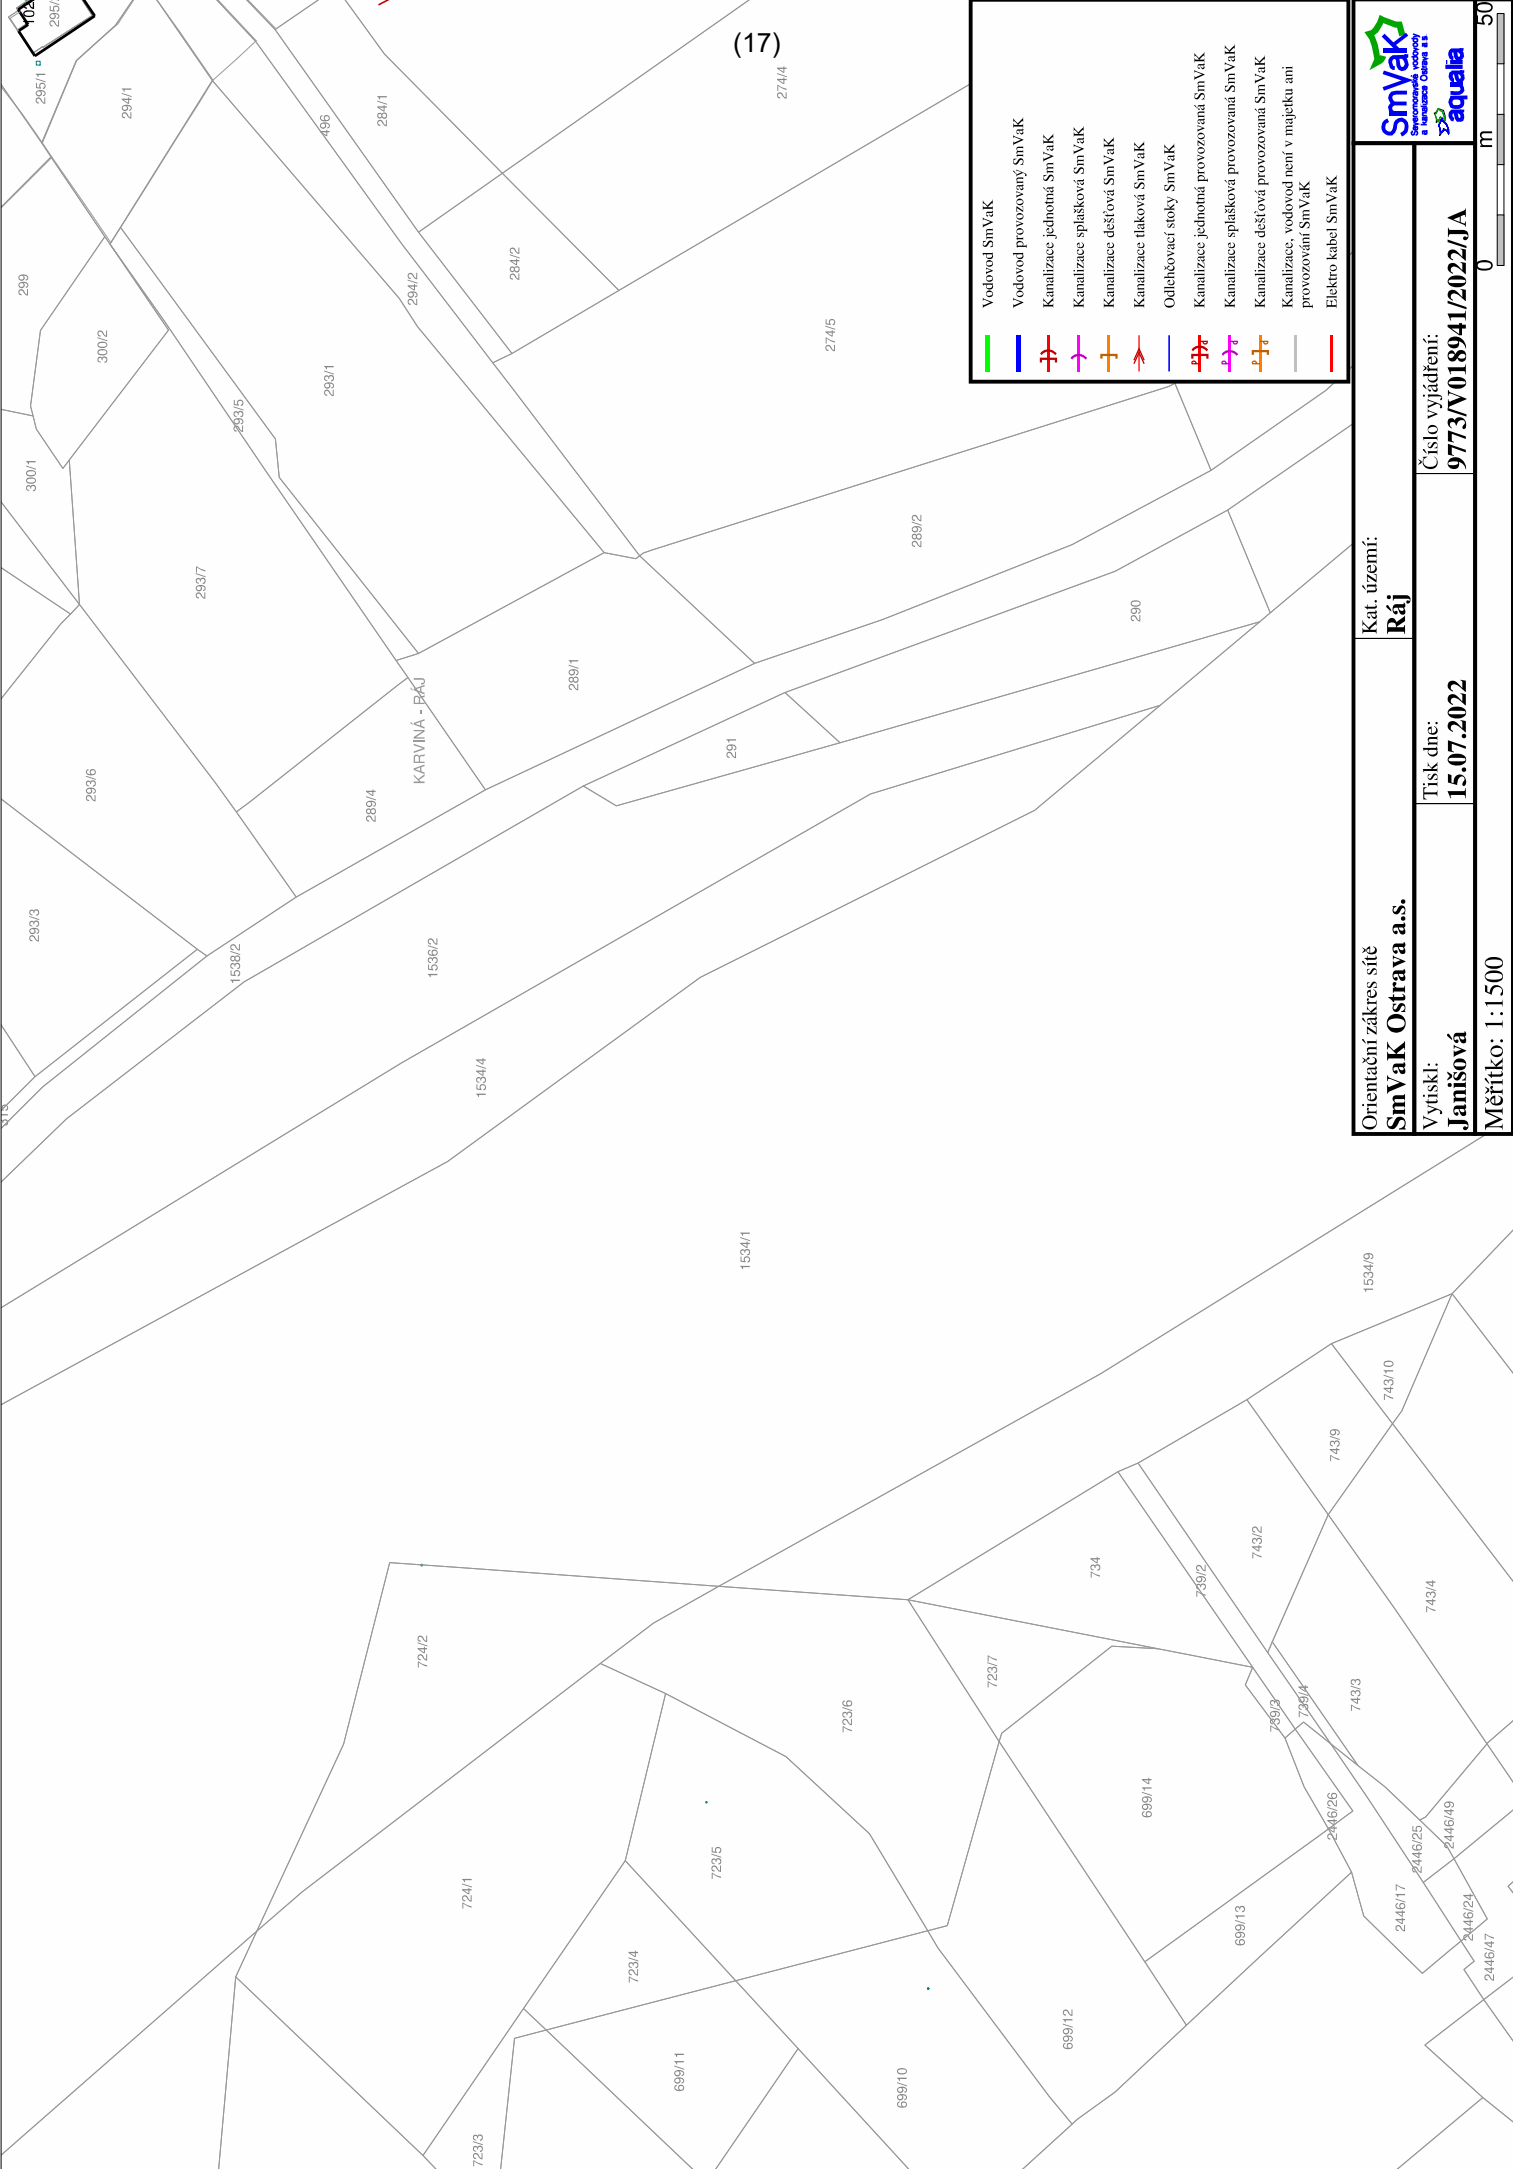 (17)
Vodovod SmVaK
Vodovod provozovaný SmVaK
Kanalizace jednotná SmVaK
Kanalizace splašková SmVaK
Kanalizace dešťová SmVaK
Kanalizace tlaková SmVaK
Odlehčovací stoky SmVaK
Kanalizace jednotná provozovaná SmVaK
Kanalizace splašková provozovaná SmVaK
Kanalizace dešťová provozovaná SmVaK
Kanalizace, vodovod není v majetku ani
provozování SmVaK
Elektro kabel SmVaK
Orientační zákres sítě
SmVaK Ostrava a.s.
Kat. území:
Ráj
SmVaK
Severomoravské vodovody
a kanalizace Ostrava a.s.
aqualia
Vytiskl:
Janišová
Tisk dne:
15.07.2022
Číslo vyjádření:
9773/V018941/2022/JA
Měřítko: 1:1500
0
m
50
295/1
294/1
496
284/1
274/4
299
300/2
294/2
284/2
293/1
274/5
293/5
300/1
293/7
289/2
290
289/1
KARVINÁ - RÁJ
291
293/6
289/4
293/3
1538/2
1536/2
1534/4
1534/1
1534/9
743/10
743/9
743/2
734
739/2
743/4
724/2
723/7
723/6
739/3
739/4
743/3
699/14
2446/26
2446/25
2446/49
723/5
724/1
699/13
2446/17
2446/24
2446/47
723/4
699/12
699/11
699/10
723/3